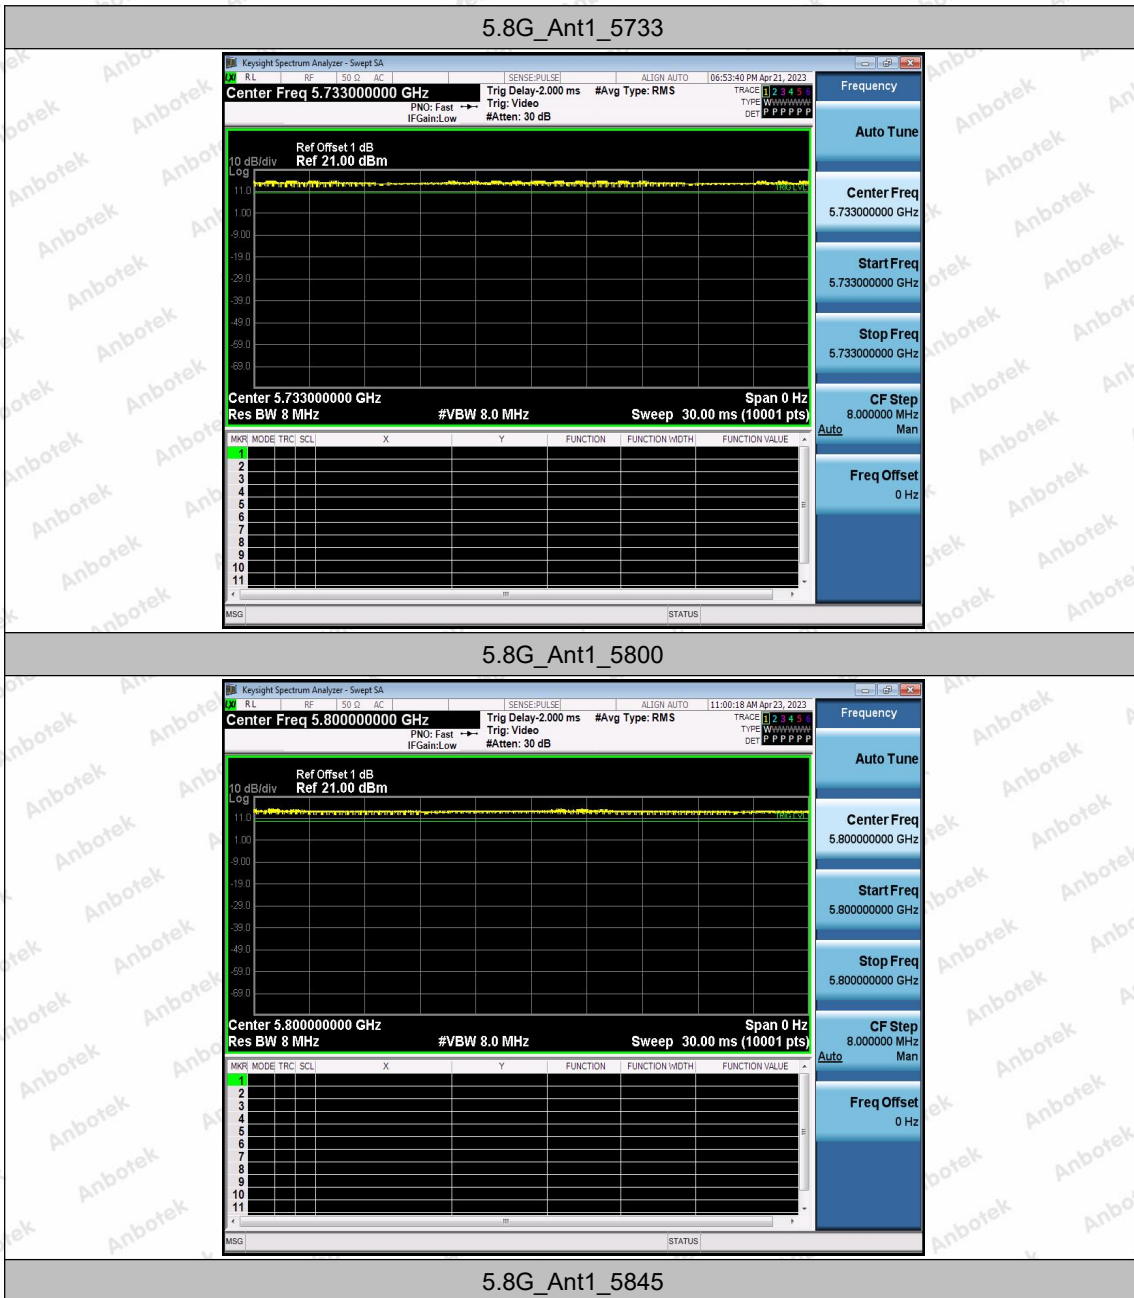 5.8G_Ant1_5733
Keysight Spectrum Analyzer - Swept SA
RL RF 50 Ω AC SENSE:PULSE ALIGN AUTO 06:53:40 PM Apr 21, 2023
Center Freq 5.733000000 GHz
PNO: Fast
IFGain:Low
Trig Delay-2.000 ms
Trig: Video
#Atten: 30 dB
#Avg Type: RMS
TRACE 1 2 3 4 5 6
TYPE WWWWWW
DET P P P P P P
Frequency
Auto Tune
Center Freq
5.733000000 GHz
Start Freq
5.733000000 GHz
Stop Freq
5.733000000 GHz
CF Step
8.000000 MHz
Auto Man
Freq Offset
0 Hz
Ref Offset 1 dB
10 dB/div Ref 21.00 dBm
Log
11.0
1.00
-9.00
-19.0
-29.0
-39.0
-49.0
-59.0
-69.0
TRIG LVL
Center 5.733000000 GHz Span 0 Hz
Res BW 8 MHz #VBW 8.0 MHz Sweep 30.00 ms (10001 pts)
MKR MODE TRC SCL X Y FUNCTION FUNCTION WIDTH FUNCTION VALUE
1
2
3
4
5
6
7
8
9
10
11
MSG STATUS
5.8G_Ant1_5800
Keysight Spectrum Analyzer - Swept SA
RL RF 50 Ω AC SENSE:PULSE ALIGN AUTO 11:00:18 AM Apr 23, 2023
Center Freq 5.800000000 GHz
PNO: Fast
IFGain:Low
Trig Delay-2.000 ms
Trig: Video
#Atten: 30 dB
#Avg Type: RMS
TRACE 1 2 3 4 5 6
TYPE WWWWWW
DET P P P P P P
Frequency
Auto Tune
Center Freq
5.800000000 GHz
Start Freq
5.800000000 GHz
Stop Freq
5.800000000 GHz
CF Step
8.000000 MHz
Auto Man
Freq Offset
0 Hz
Ref Offset 1 dB
10 dB/div Ref 21.00 dBm
Log
11.0
1.00
-9.00
-19.0
-29.0
-39.0
-49.0
-59.0
-69.0
TRIG LVL
Center 5.800000000 GHz Span 0 Hz
Res BW 8 MHz #VBW 8.0 MHz Sweep 30.00 ms (10001 pts)
MKR MODE TRC SCL X Y FUNCTION FUNCTION WIDTH FUNCTION VALUE
1
2
3
4
5
6
7
8
9
10
11
MSG STATUS
5.8G_Ant1_5845
Anbotek